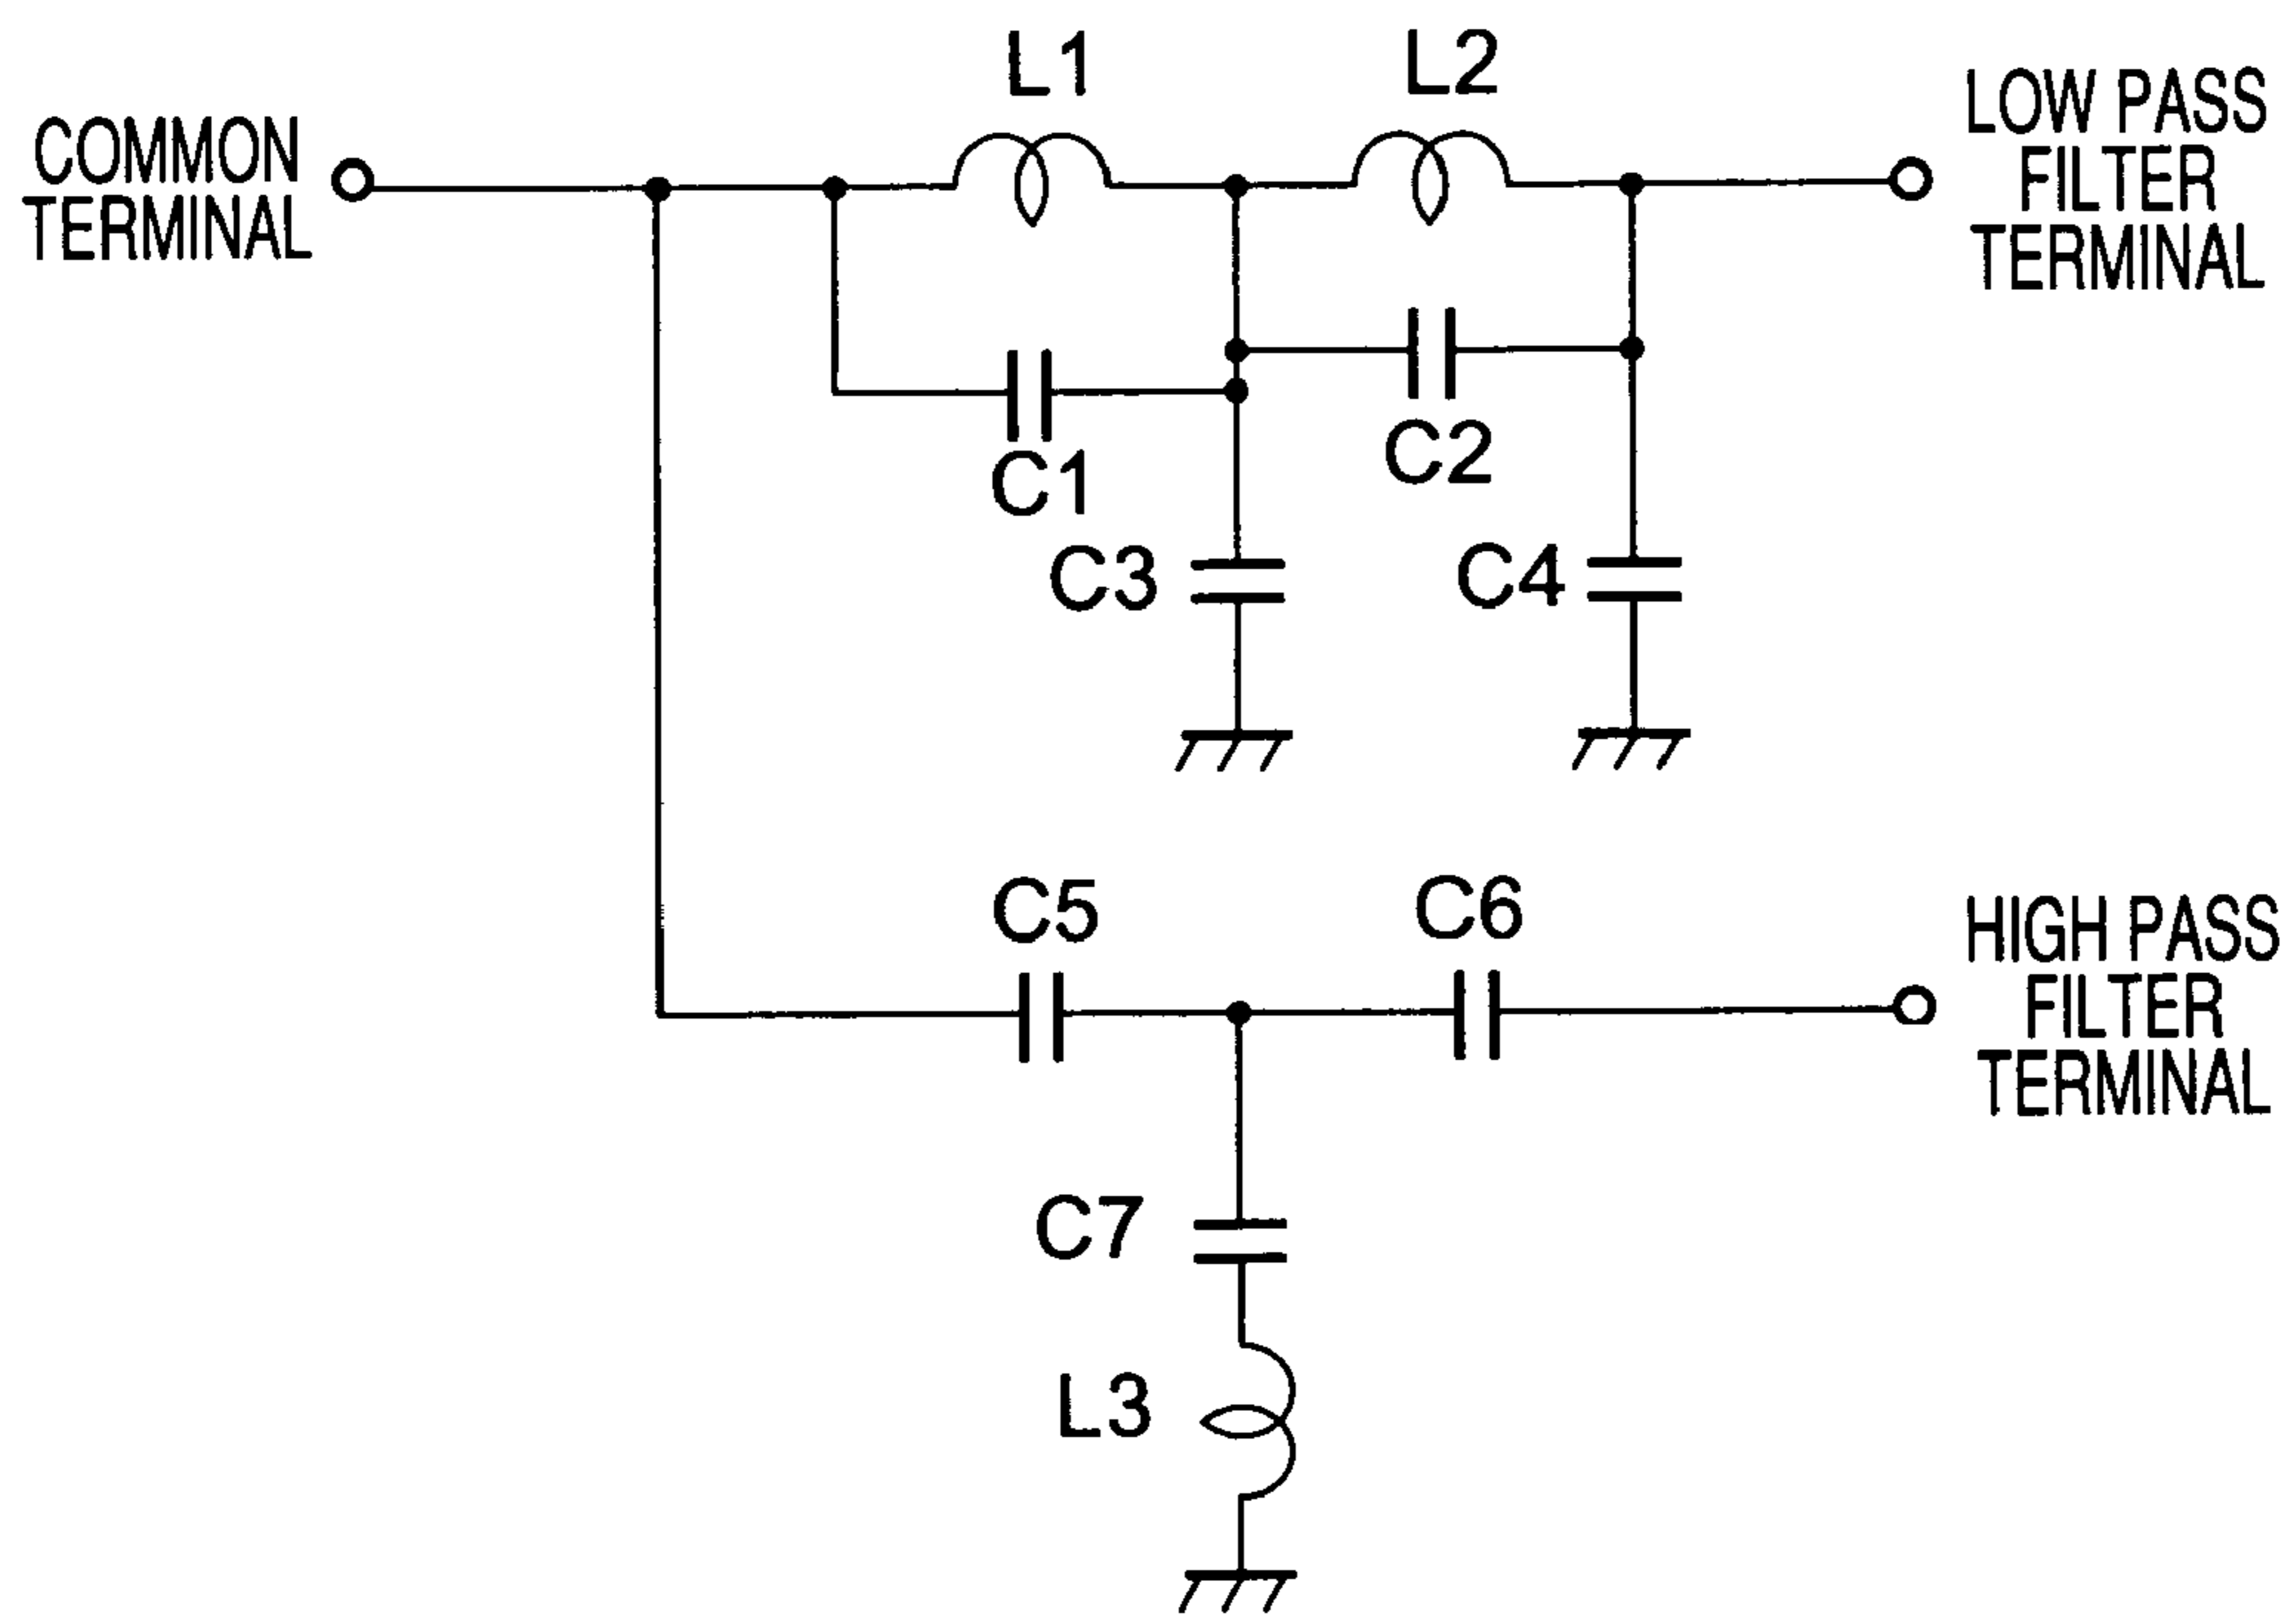 L1
L2
COMMON
TERMINAL
LOW PASS
FILTER
TERMINAL
C1
C2
C3
C4
C5
C6
HIGH PASS
FILTER
TERMINAL
C7
L3